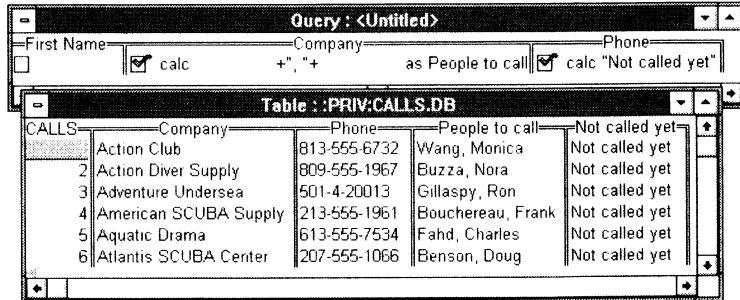 Query : <Untitled>
First Name Company Phone
calc +", "+ as People to call calc "Not called yet"
Table : :PRIV:CALLS.DB
CALLS Company Phone People to call Not called yet
Action Club 813-555-6732 Wang, Monica Not called yet
2 Action Diver Supply 809-555-1967 Buzza, Nora Not called yet
3 Adventure Undersea 501-4-20013 Gillaspy, Ron Not called yet
4 American SCUBA Supply 213-555-1961 Bouchereau, Frank Not called yet
5 Aquatic Drama 613-555-7534 Fahd, Charles Not called yet
6 Atlantis SCUBA Center 207-555-1066 Benson, Doug Not called yet